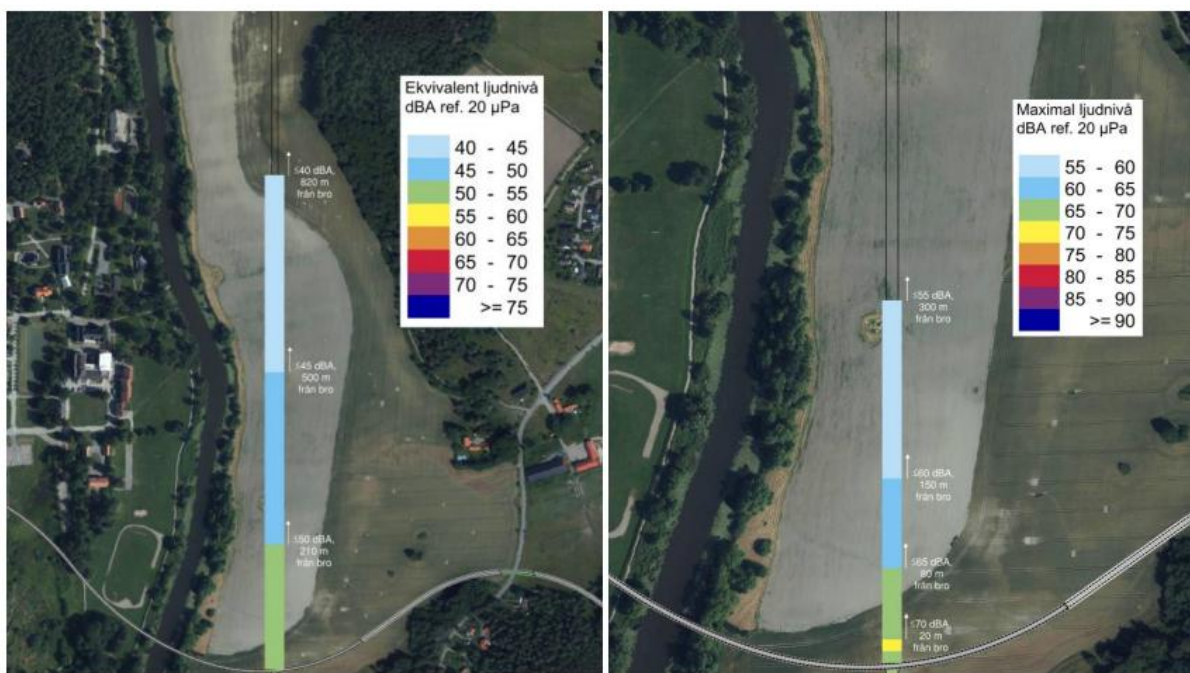 Ekvivalent ljudnivå
dBA ref. 20 µPa
40 - 45
45 - 50
50 - 55
55 - 60
60 - 65
65 - 70
70 - 75
>= 75
≤40 dBA,
820 m
från bro
≤45 dBA,
500 m
från bro
≤50 dBA,
210 m
från bro
Maximal ljudnivå
dBA ref. 20 µPa
55 - 60
60 - 65
65 - 70
70 - 75
75 - 80
80 - 85
85 - 90
>= 90
≤55 dBA,
300 m
från bro
≤60 dBA,
150 m
från bro
≤65 dBA,
80 m
från bro
≤70 dBA,
20 m
från bro